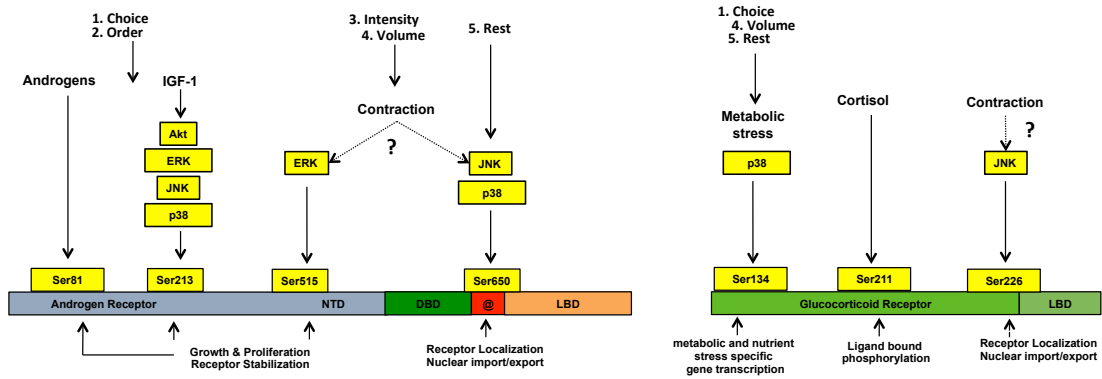 1. Choice
2. Order
3. Intensity
4. Volume
5. Rest
Androgens
IGF-1
Contraction
?
Akt
ERK
JNK
p38
ERK
JNK
p38
Ser81
Ser213
Ser515
Ser650
Androgen Receptor
NTD
DBD
@
LBD
Growth & Proliferation
Receptor Stabilization
Receptor Localization
Nuclear import/export
1. Choice
4. Volume
5. Rest
Metabolic
stress
Cortisol
Contraction
?
p38
JNK
Ser134
Ser211
Ser226
Glucocorticoid Receptor
LBD
metabolic and nutrient
stress specific
gene transcription
Ligand bound
phosphorylation
Receptor Localization
Nuclear import/export